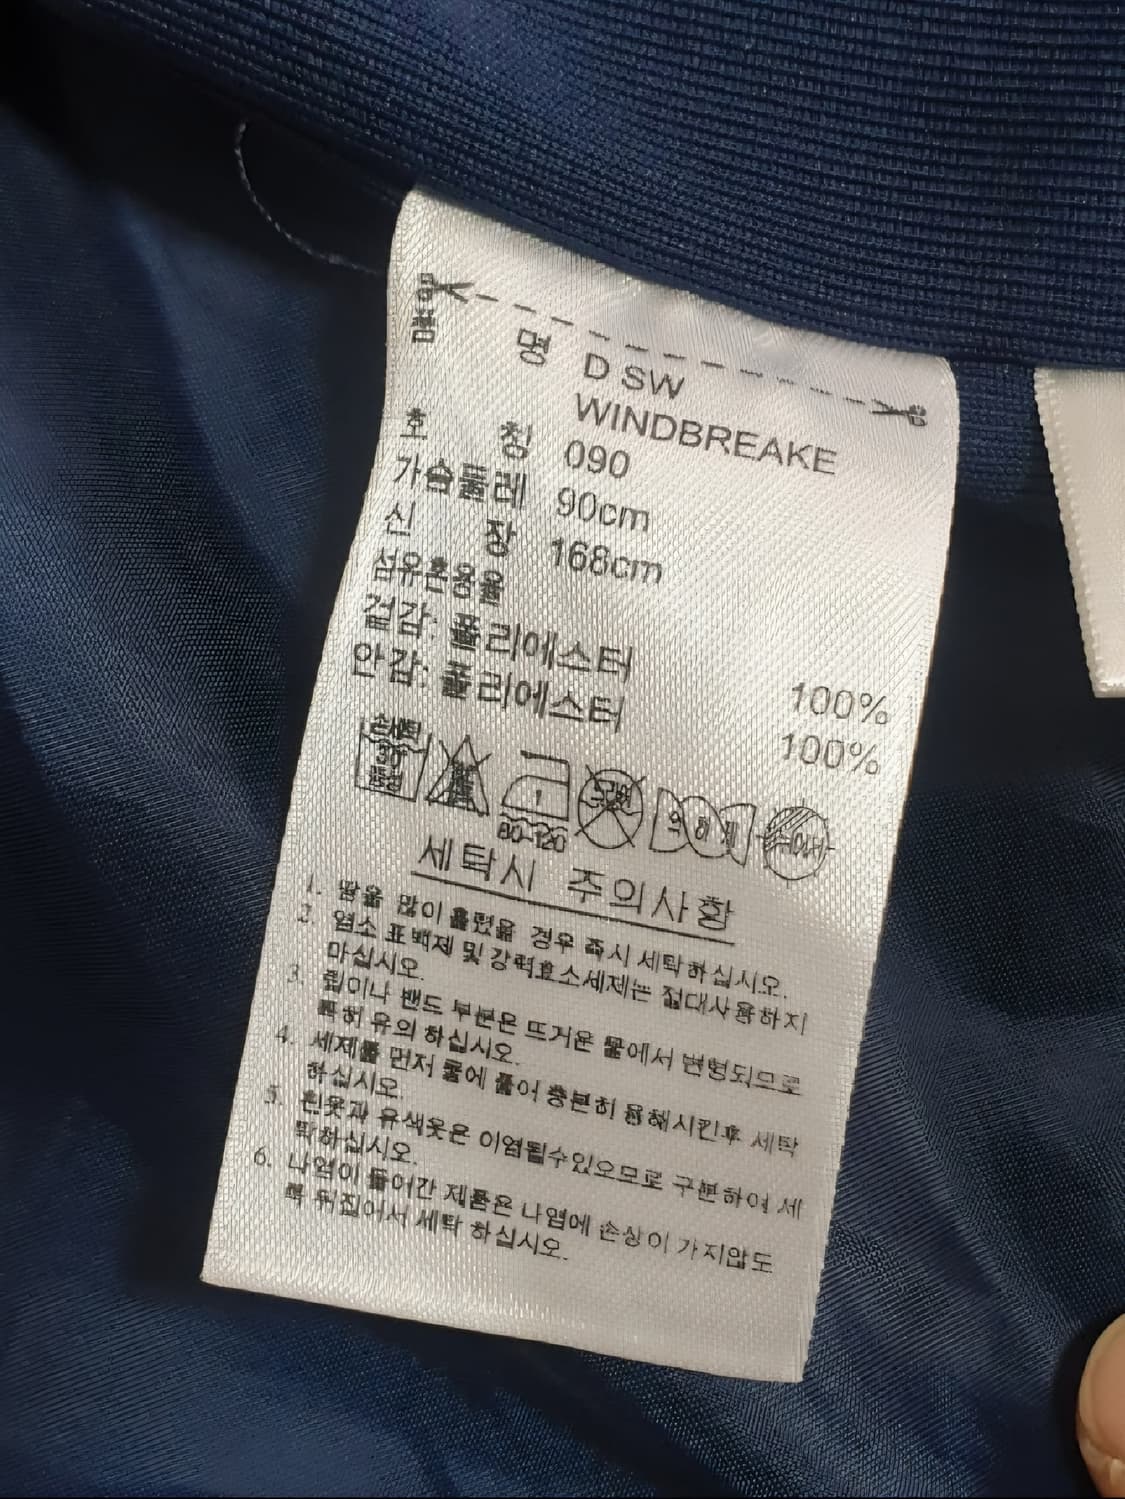 품 명 D SW
WINDBREAKE
호 칭 090
가슴둘레 90cm
신 장 168cm
섬유혼용율
겉감: 폴리에스터 100%
안감: 폴리에스터 100%
손세탁
30
중성
80-120
세탁시 주의사항
1. 땀을 많이 흘렸을 경우 즉시 세탁하십시오.
2. 염소 표백제 및 강력효소세제는 절대사용하지
마십시오.
3. 립이나 밴드 부분은 뜨거운 물에서 변형되므로
특허 유의 하십시오.
4. 세제를 먼저 물에 풀어 충분히 용해시킨후 세탁
하십시오.
5. 흰옷과 유색옷은 이염될수있으므로 구분하여 세
탁하십시오.
6. 나염이 들어간 제품은 나염에 손상이 가지않도
록 뒤집어서 세탁 하십시오.